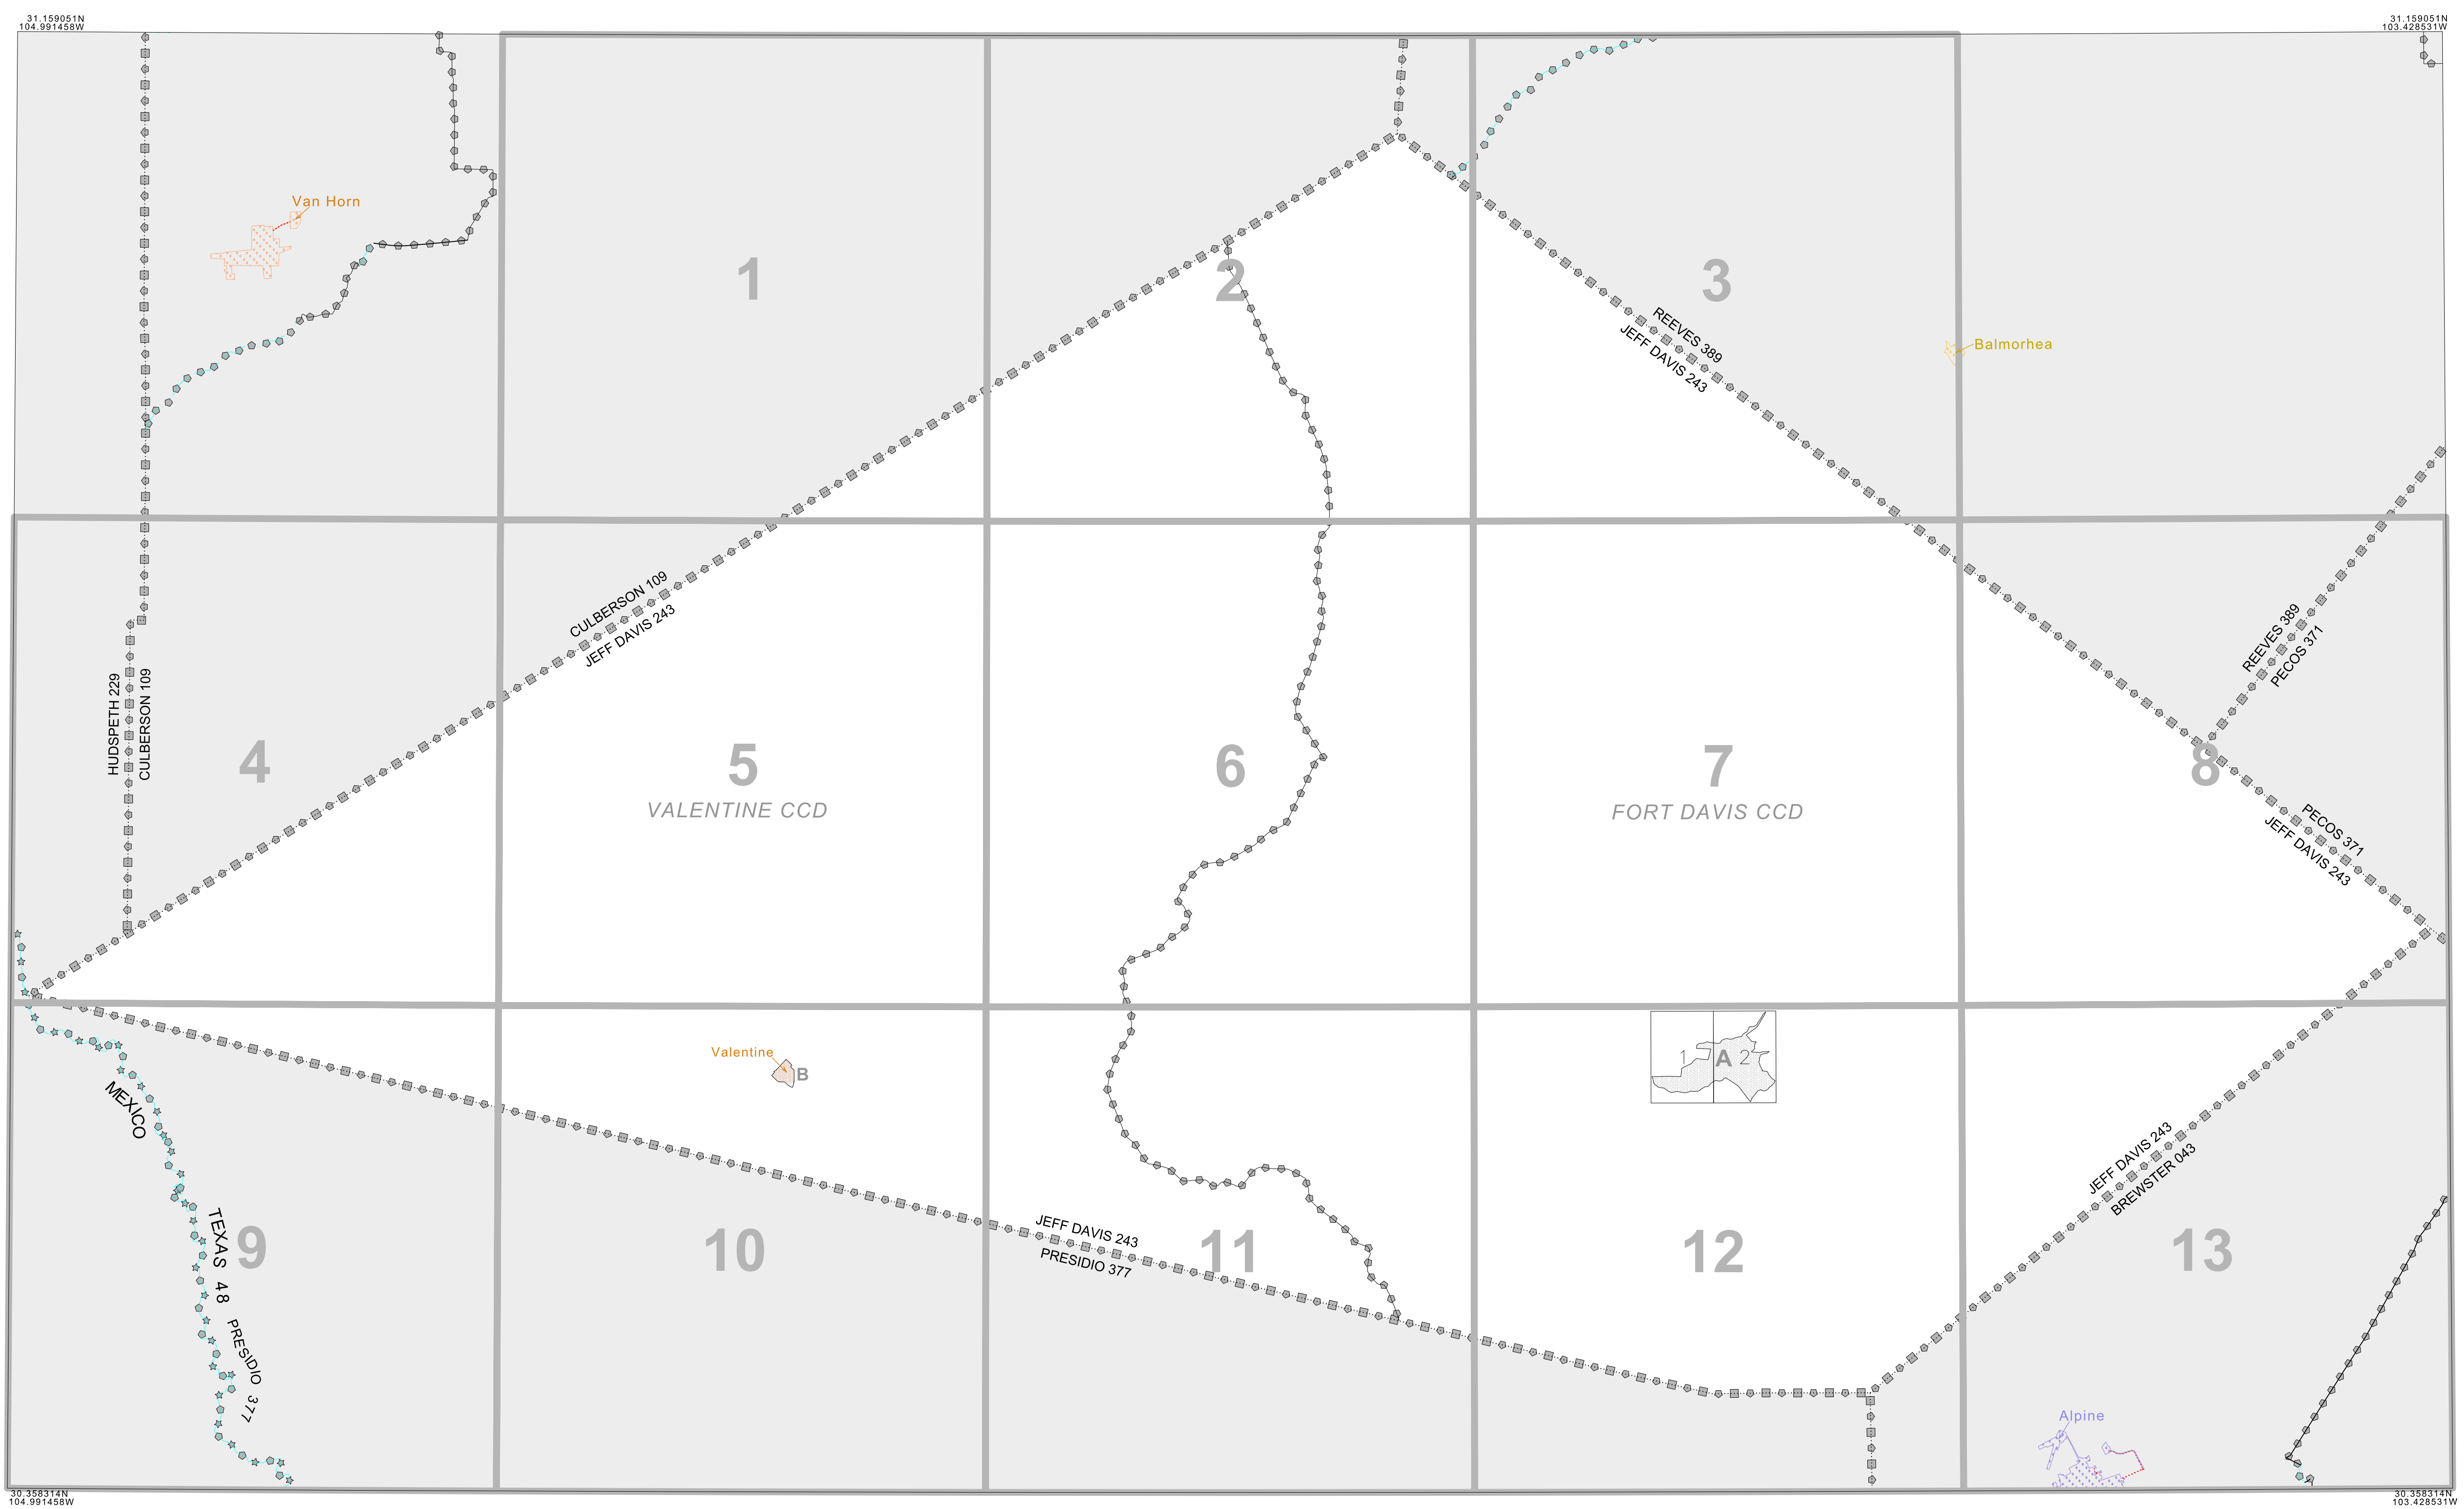 31.159051N
104.991458W
31.159051N
103.428531W
Van Horn
1
2
3
REEVES 389
JEFF DAVIS 243
Balmorhea
CULBERSON 109
JEFF DAVIS 243
HUDSPETH 229
CULBERSON 109
REEVES 389
PECOS 371
4
5
6
7
8
VALENTINE CCD
FORT DAVIS CCD
PECOS 371
JEFF DAVIS 243
Valentine
B
1
A
2
MEXICO
JEFF DAVIS 243
BREWSTER 043
TEXAS 48
PRESIDIO 377
9
10
JEFF DAVIS 243
PRESIDIO 377
11
12
13
Alpine
30.358314N
104.991458W
30.358314N
103.428531W